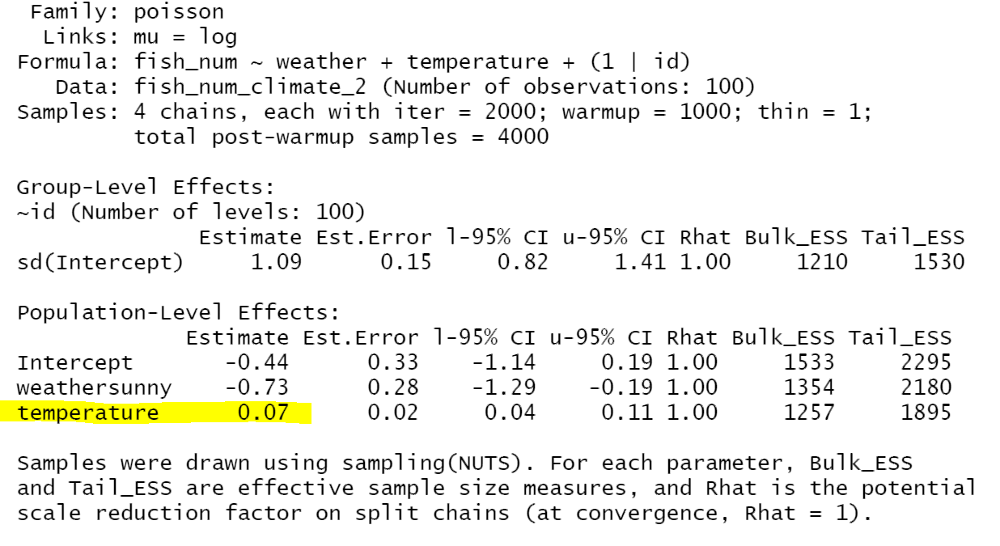 Family: poisson
Links: mu = log
Formula: fish_num ~ weather + temperature + (1 | id)
Data: fish_num_climate_2 (Number of observations: 100)
Samples: 4 chains, each with iter = 2000; warmup = 1000; thin = 1;
total post-warmup samples = 4000
Group-Level Effects:
~id (Number of levels: 100)
Estimate Est.Error l-95% CI u-95% CI Rhat Bulk_ESS Tail_ESS
sd(Intercept) 1.09 0.15 0.82 1.41 1.00 1210 1530
Population-Level Effects:
Estimate Est.Error l-95% CI u-95% CI Rhat Bulk_ESS Tail_ESS
Intercept -0.44 0.33 -1.14 0.19 1.00 1533 2295
weathersunny -0.73 0.28 -1.29 -0.19 1.00 1354 2180
temperature 0.07 0.02 0.04 0.11 1.00 1257 1895
Samples were drawn using sampling(NUTS). For each parameter, Bulk_ESS
and Tail_ESS are effective sample size measures, and Rhat is the potential
scale reduction factor on split chains (at convergence, Rhat = 1).